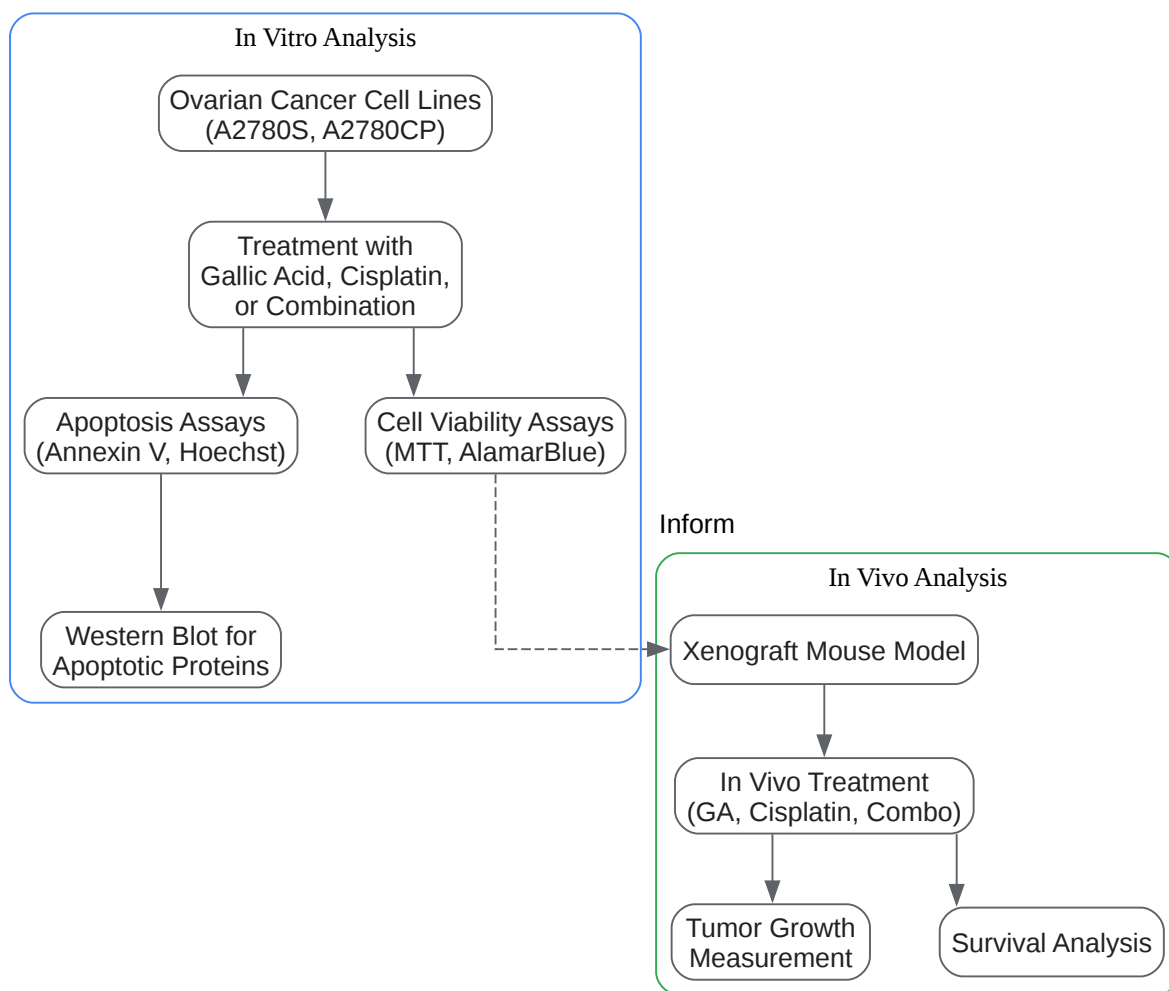 In Vitro Analysis
Ovarian Cancer Cell Lines
(A2780S, A2780CP)
Treatment with
Gallic Acid, Cisplatin,
or Combination
Apoptosis Assays
(Annexin V, Hoechst)
Cell Viability Assays
(MTT, AlamarBlue)
Western Blot for
Apoptotic Proteins
Inform
In Vivo Analysis
Xenograft Mouse Model
In Vivo Treatment
(GA, Cisplatin, Combo)
Tumor Growth
Measurement
Survival Analysis